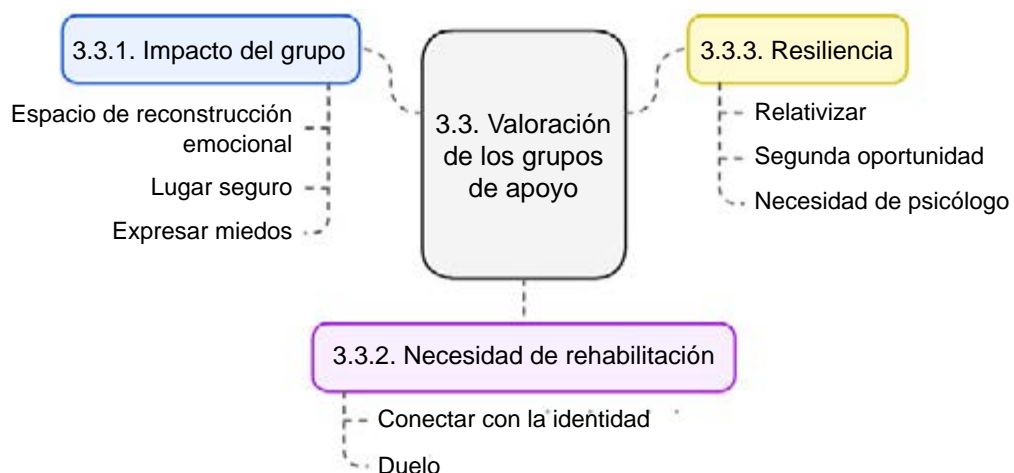 3.3.1. Impacto del grupo
Espacio de reconstrucción
emocional
Lugar seguro
Expresar miedos
3.3. Valoración
de los grupos
de apoyo
3.3.3. Resiliencia
Relativizar
Segunda oportunidad
Necesidad de psicólogo
3.3.2. Necesidad de rehabilitación
Conectar con la identidad
Duelo